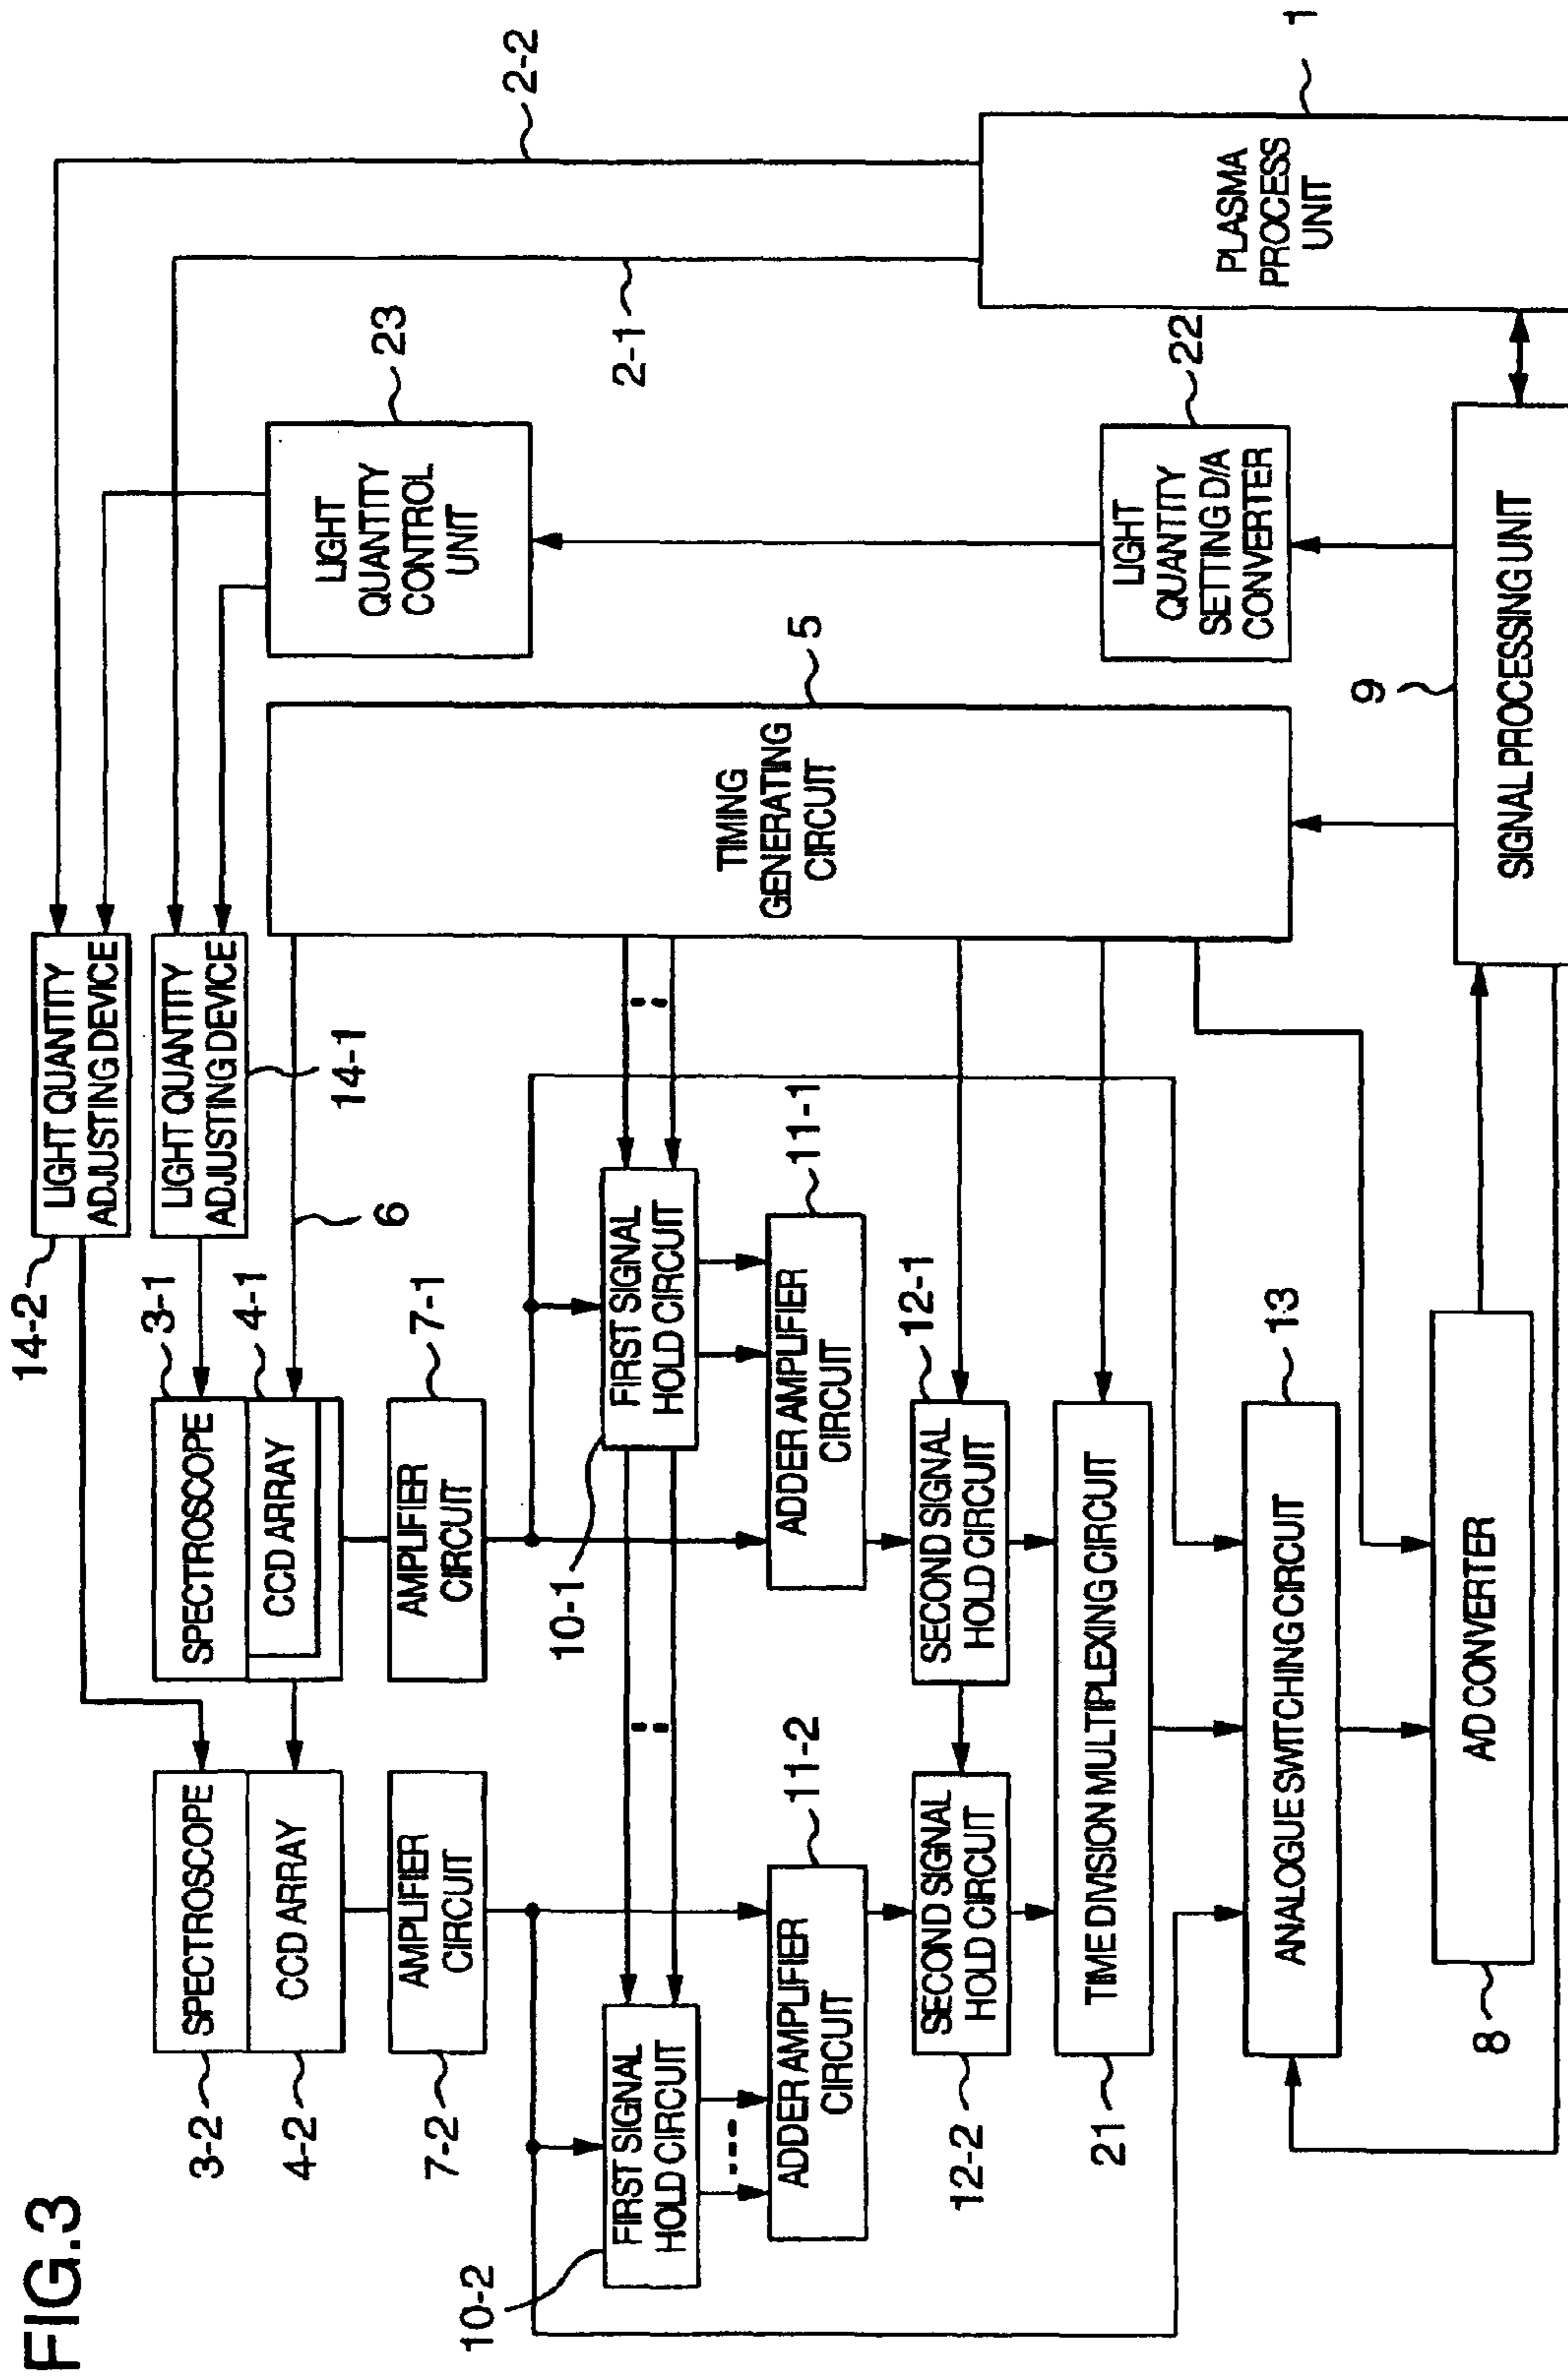 FIG.3
14-2
LIGHT QUANTITY
ADJUSTING DEVICE
2-2
3-1
LIGHT QUANTITY
ADJUSTING DEVICE
14-1
23
2-1
3-2
SPECTROSCOPE
4-2
CCD ARRAY
SPECTROSCOPE
4-1
CCD ARRAY
6
LIGHT
QUANTITY
CONTROL
UNIT
7-2
AMPLIFIER
CIRCUIT
7-1
AMPLIFIER
CIRCUIT
5
TIMING
GENERATING
CIRCUIT
10-2
FIRST SIGNAL
HOLD CIRCUIT
10-1
FIRST SIGNAL
HOLD CIRCUIT
11-2
ADDER AMPLIFIER
CIRCUIT
11-1
ADDER AMPLIFIER
CIRCUIT
12-2
SECOND SIGNAL
HOLD CIRCUIT
12-1
SECOND SIGNAL
HOLD CIRCUIT
22
LIGHT
QUANTITY
SETTING D/A
CONVERTER
21
TIME DIVISION MULTIPLEXING CIRCUIT
13
ANALOGUE SWITCHING CIRCUIT
1
PLASMA
PROCESS
UNIT
8
A/D CONVERTER
9
SIGNAL PROCESSING UNIT